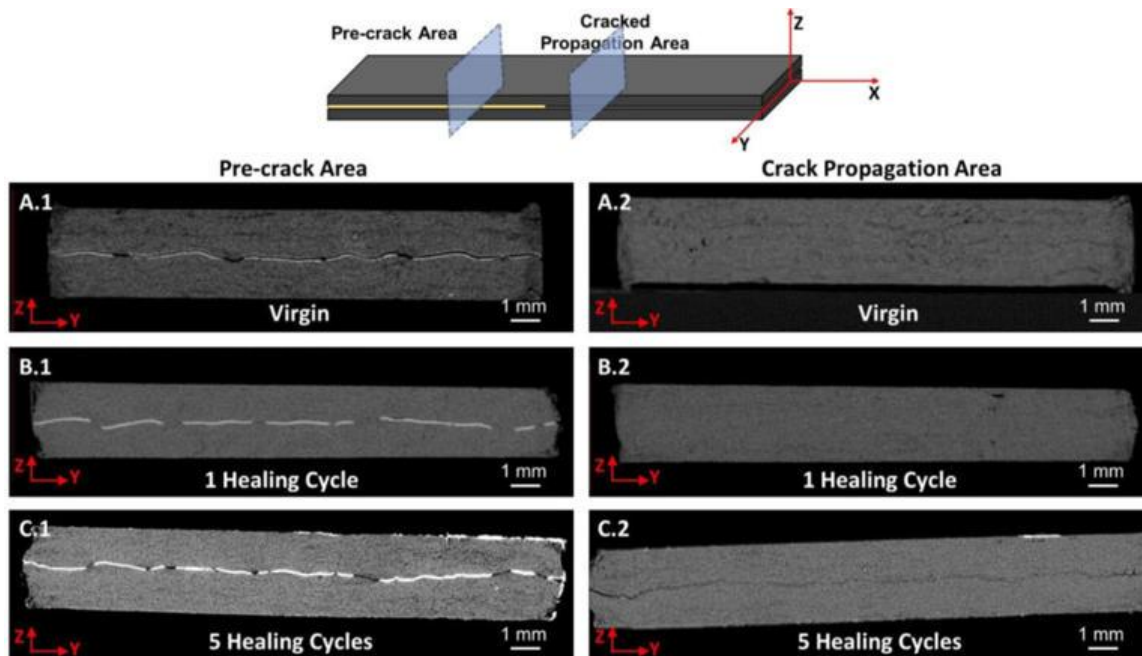 Pre-crack Area
Cracked
Propagation Area
Z
X
Y
Pre-crack Area
Crack Propagation Area
A.1
Z
Y
Virgin
1 mm
A.2
Z
Y
Virgin
1 mm
B.1
Z
Y
1 Healing Cycle
1 mm
B.2
Z
Y
1 Healing Cycle
1 mm
C.1
Z
Y
5 Healing Cycles
1 mm
C.2
Z
Y
5 Healing Cycles
1 mm